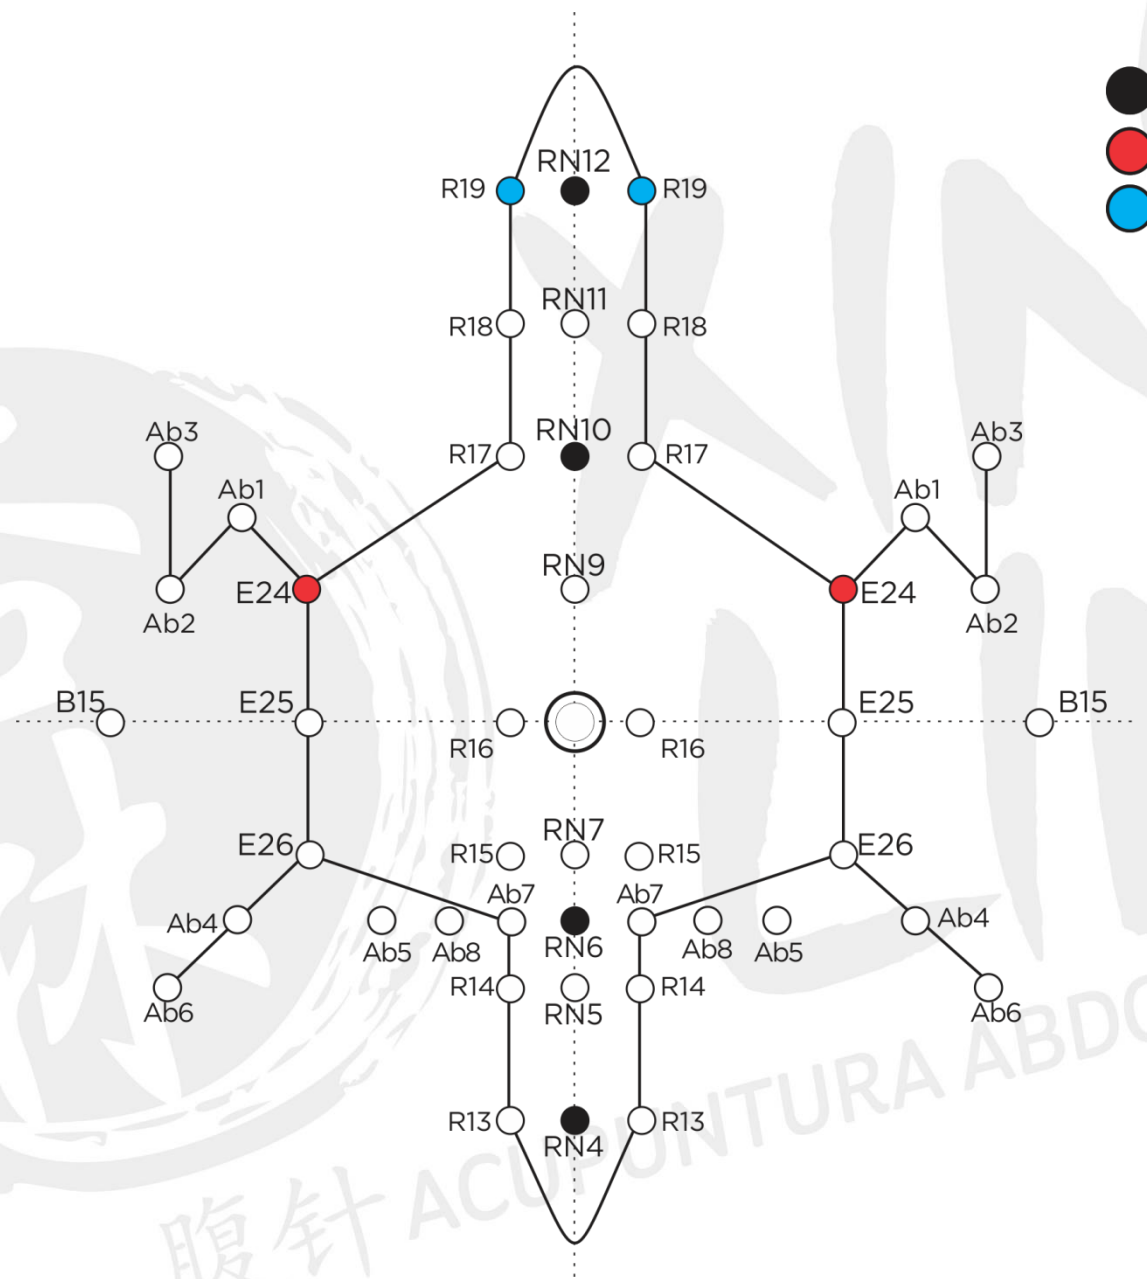 RN12
R19
R19
RN11
R18
R18
RN10
R17
R17
Ab3
Ab3
Ab1
Ab1
RN9
E24
E24
Ab2
Ab2
B15
E25
E25
B15
R16
R16
RN7
E26
R15
R15
E26
Ab7
Ab7
Ab4
Ab4
Ab5
Ab8
RN6
Ab8
Ab5
R14
R14
Ab6
RN5
Ab6
R13
R13
RN4
腹针 ACUPUNTURA ABDO